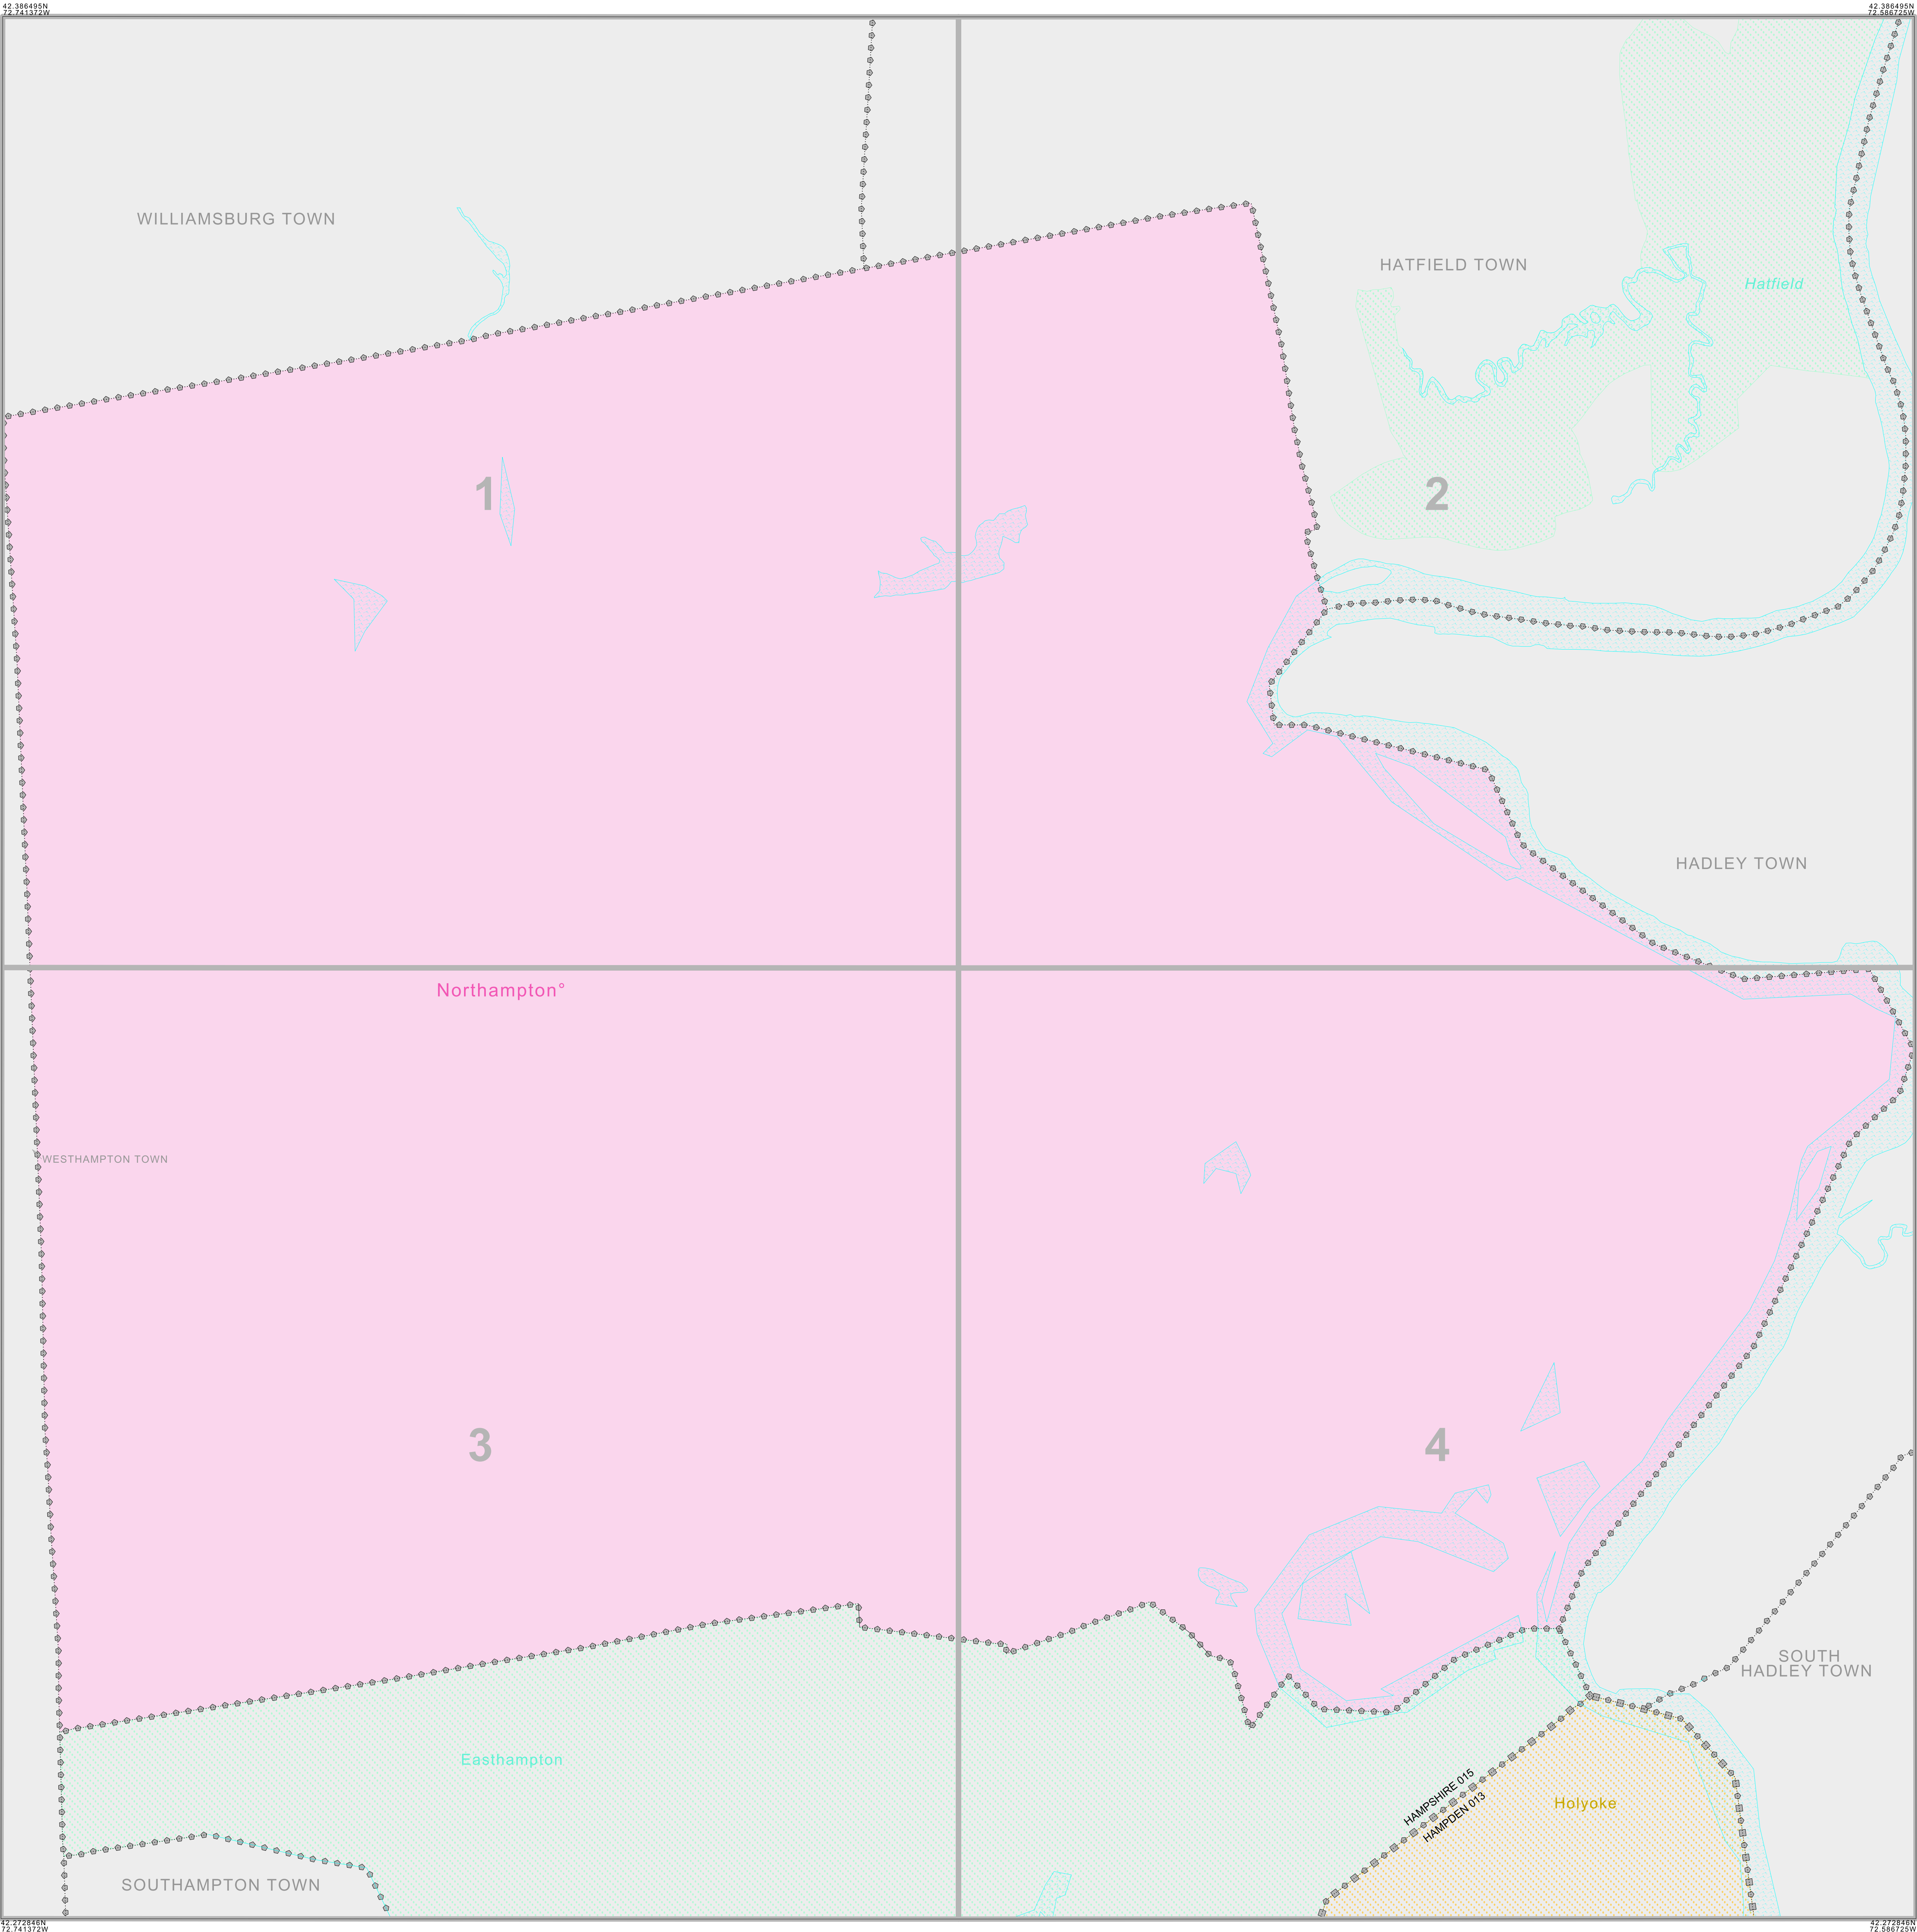 42.386495N
72.741372W
42.386495N
72.586725W
WILLIAMSBURG TOWN
HATFIELD TOWN
Hatfield
1
2
HADLEY TOWN
Northampton°
WESTHAMPTON TOWN
3
4
SOUTH
HADLEY TOWN
Easthampton
HAMPSHIRE 015
HAMPDEN 013
Holyoke
SOUTHAMPTON TOWN
42.272846N
72.741372W
42.272846N
72.586725W